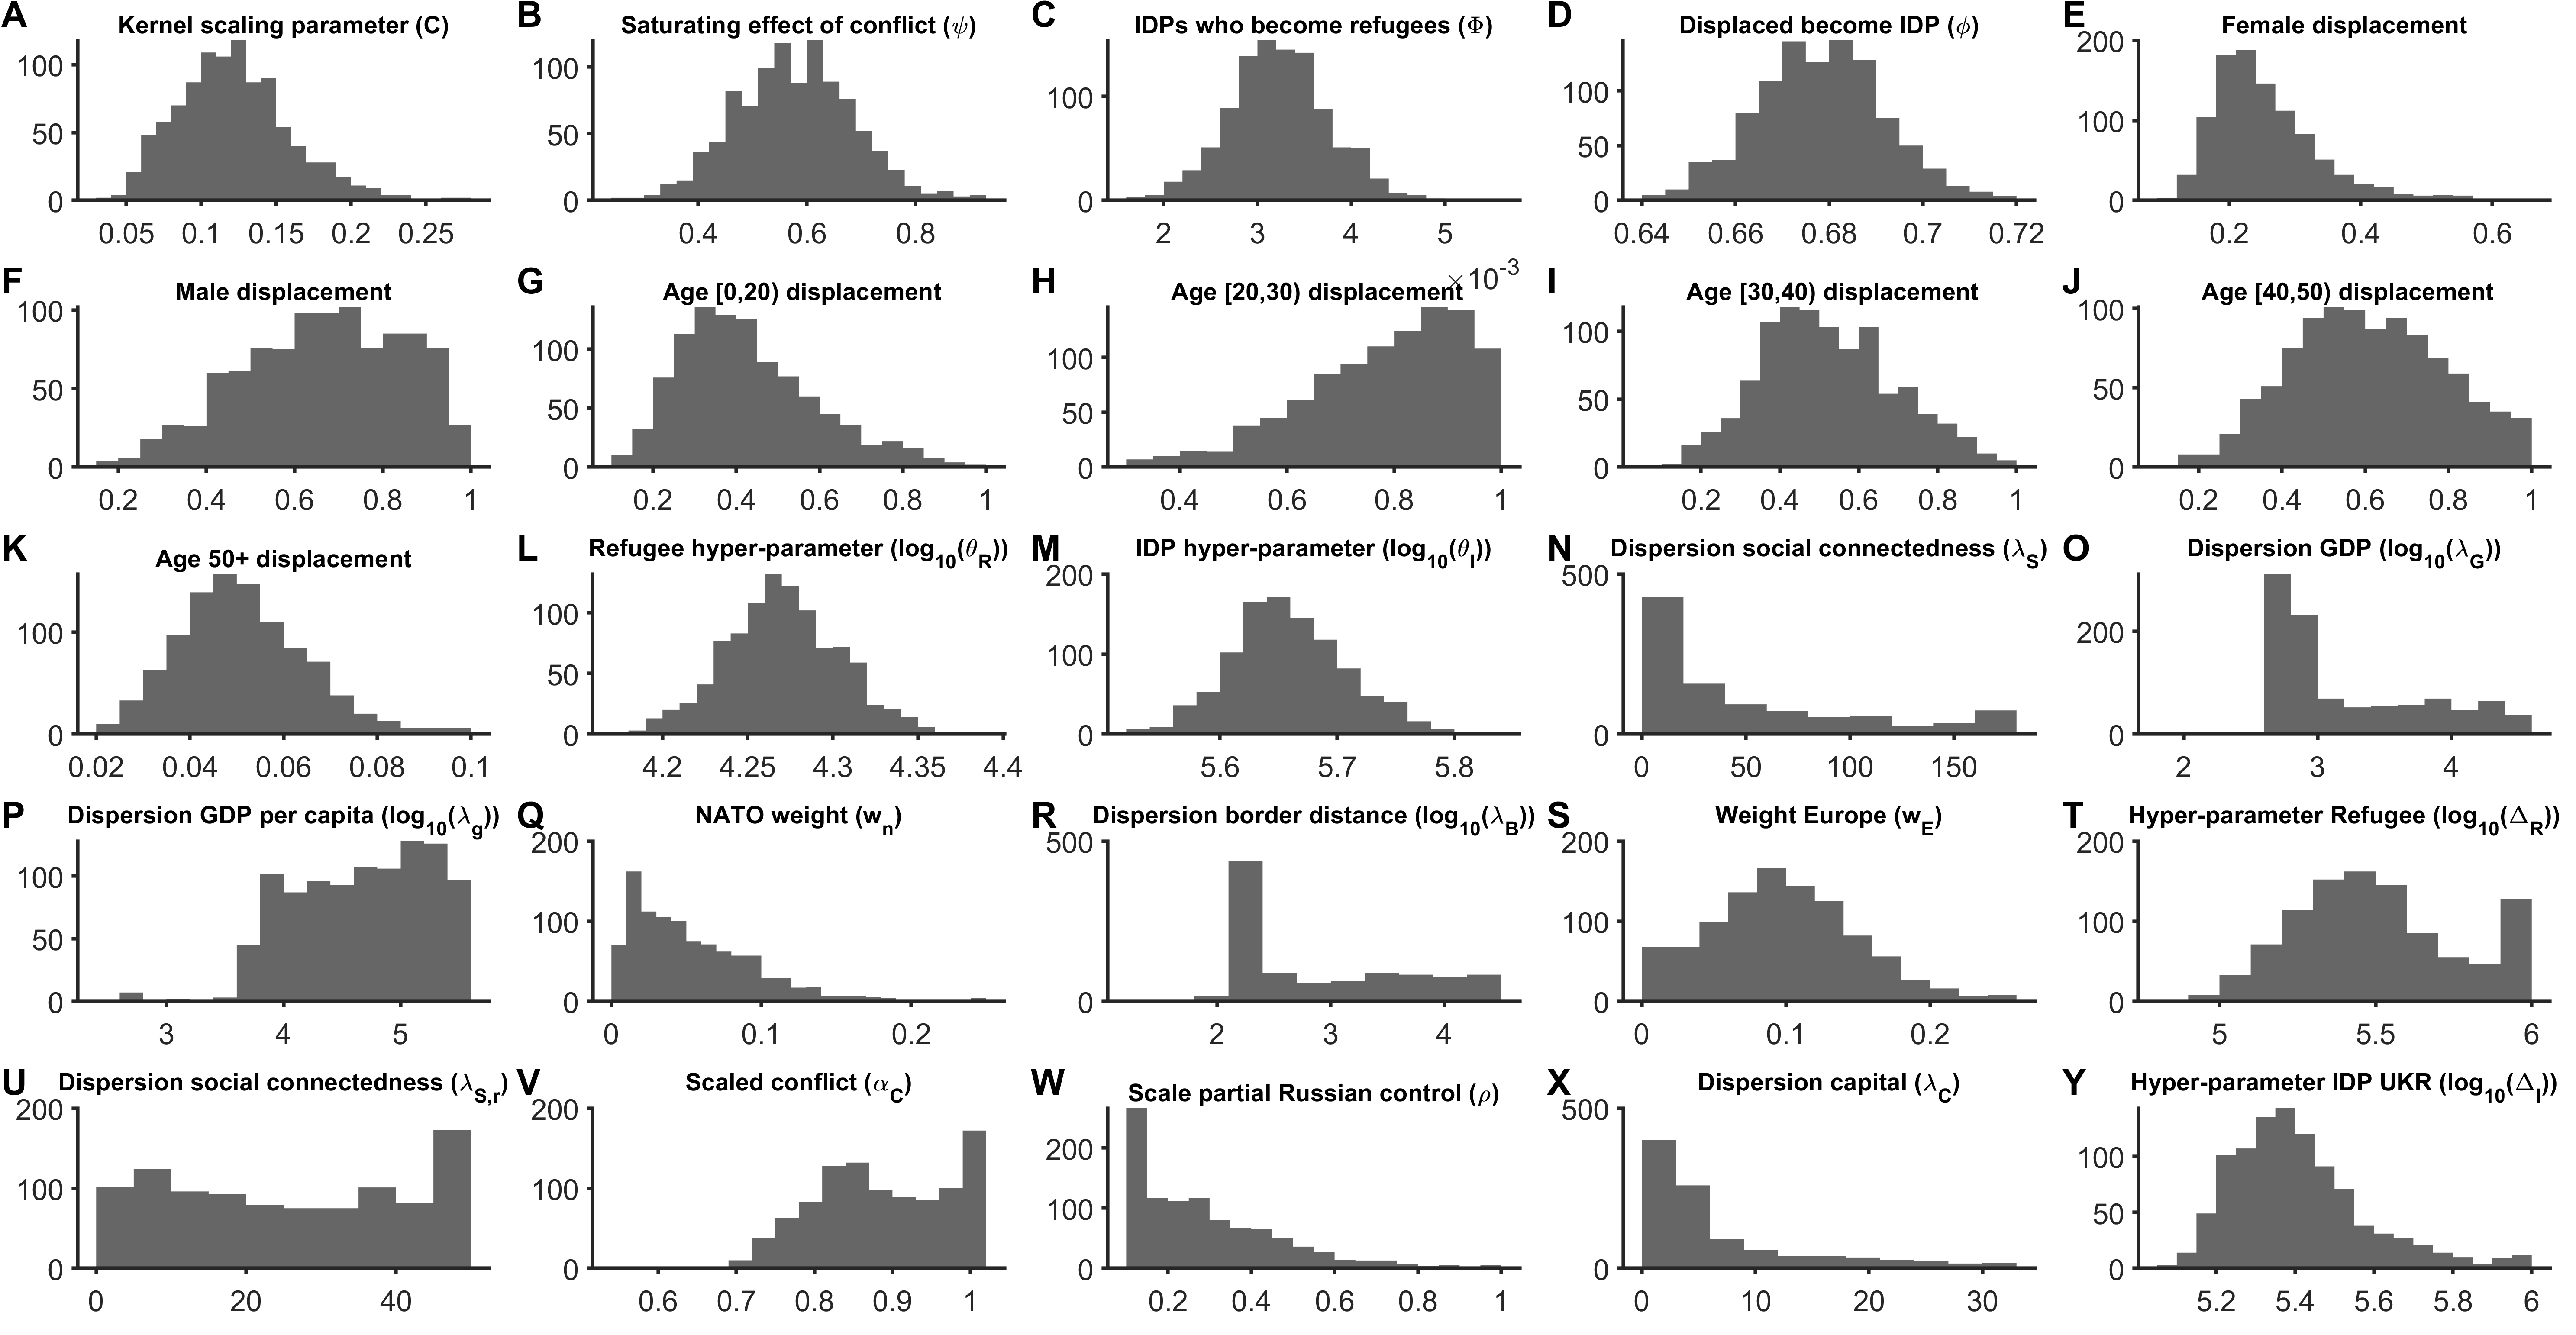 A Kernel scaling parameter (C)
100
50
0
0.05 0.1 0.15 0.2 0.25
B Saturating effect of conflict (ψ)
100
50
0
0.4 0.6 0.8
C IDPs who become refugees (Φ)
100
0
2 3 4 5
×10^-3
D Displaced become IDP (ϕ)
100
50
0
0.64 0.66 0.68 0.7 0.72
E Female displacement
200
100
0
0.2 0.4 0.6
F Male displacement
100
50
0
0.2 0.4 0.6 0.8 1
G Age [0,20) displacement
100
50
0
0.2 0.4 0.6 0.8 1
H Age [20,30) displacement
100
50
0
0.4 0.6 0.8 1
I Age [30,40) displacement
100
50
0
0.2 0.4 0.6 0.8 1
J Age [40,50) displacement
100
50
0
0.2 0.4 0.6 0.8 1
K Age 50+ displacement
100
0
0.02 0.04 0.06 0.08 0.1
L Refugee hyper-parameter (log10(θR))
100
50
0
4.2 4.25 4.3 4.35 4.4
M IDP hyper-parameter (log10(θI))
200
100
0
5.6 5.7 5.8
N Dispersion social connectedness (λS)
500
0
0 50 100 150
O Dispersion GDP (log10(λG))
200
0
2 3 4
P Dispersion GDP per capita (log10(λg))
100
50
0
3 4 5
Q NATO weight (wn)
200
100
0
0 0.1 0.2
R Dispersion border distance (log10(λB))
500
0
2 3 4
S Weight Europe (wE)
200
100
0
0 0.1 0.2
T Hyper-parameter Refugee (log10(ΔR))
200
100
0
5 5.5 6
U Dispersion social connectedness (λS,r)
200
100
0
0 20 40
V Scaled conflict (αC)
200
100
0
0.6 0.7 0.8 0.9 1
W Scale partial Russian control (ρ)
200
100
0
0.2 0.4 0.6 0.8 1
X Dispersion capital (λC)
500
0
0 10 20 30
Y Hyper-parameter IDP UKR (log10(ΔI))
100
50
0
5.2 5.4 5.6 5.8 6